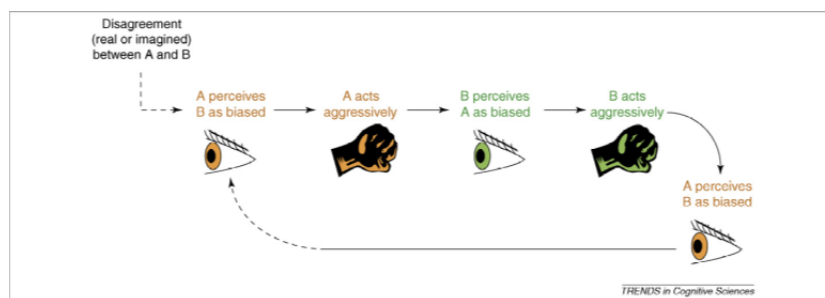 Disagreement
(real or imagined)
between A and B
A perceives
B as biased
A acts
aggressively
B perceives
A as biased
B acts
aggressively
A perceives
B as biased
TRENDS in Cognitive Sciences